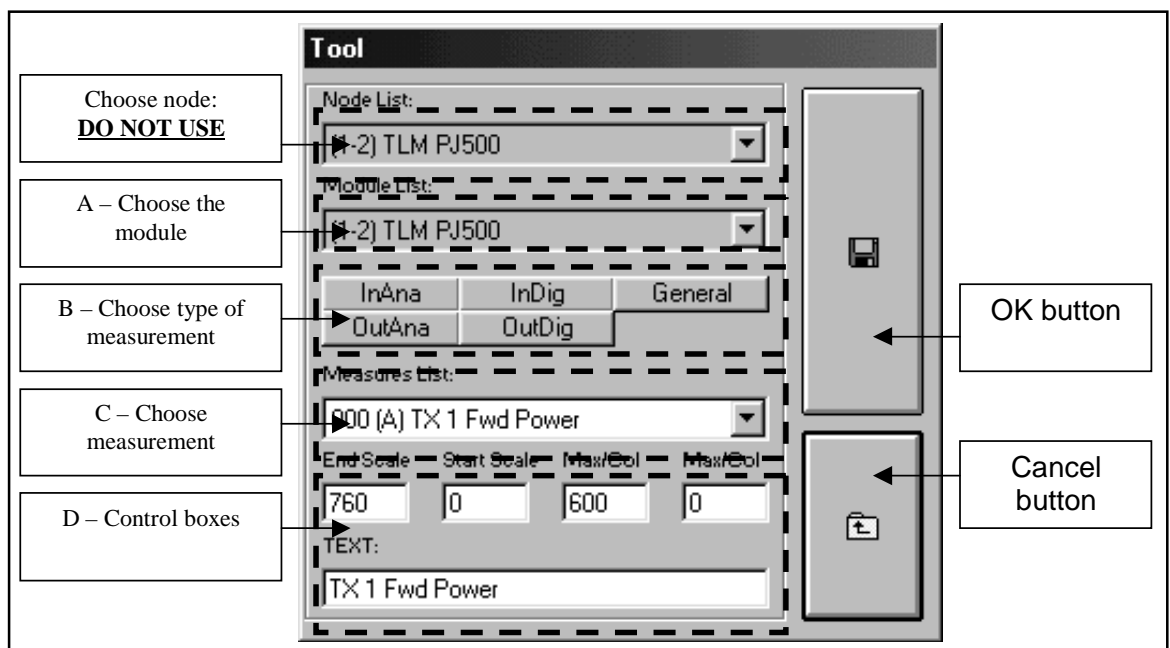 Tool
Choose node:
DO NOT USE
Node List:
(1-2) TLM PJ500
A – Choose the
module
Module List:
(1-2) TLM PJ500
B – Choose type of
measurement
InAna InDig General
OutAna OutDig
OK button
C – Choose
measurement
Measures List:
000 (A) TX 1 Fwd Power
Cancel
button
D – Control boxes
End Scale Start Scale Max/Col Max/Col
760 0 600 0
TEXT:
TX 1 Fwd Power